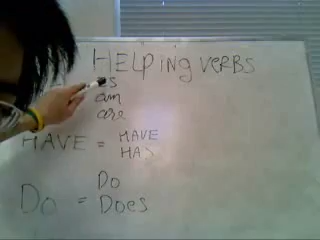 HELPing verBS
is
am
are
HAVE = HAVE
HAS
Do
Do = Does